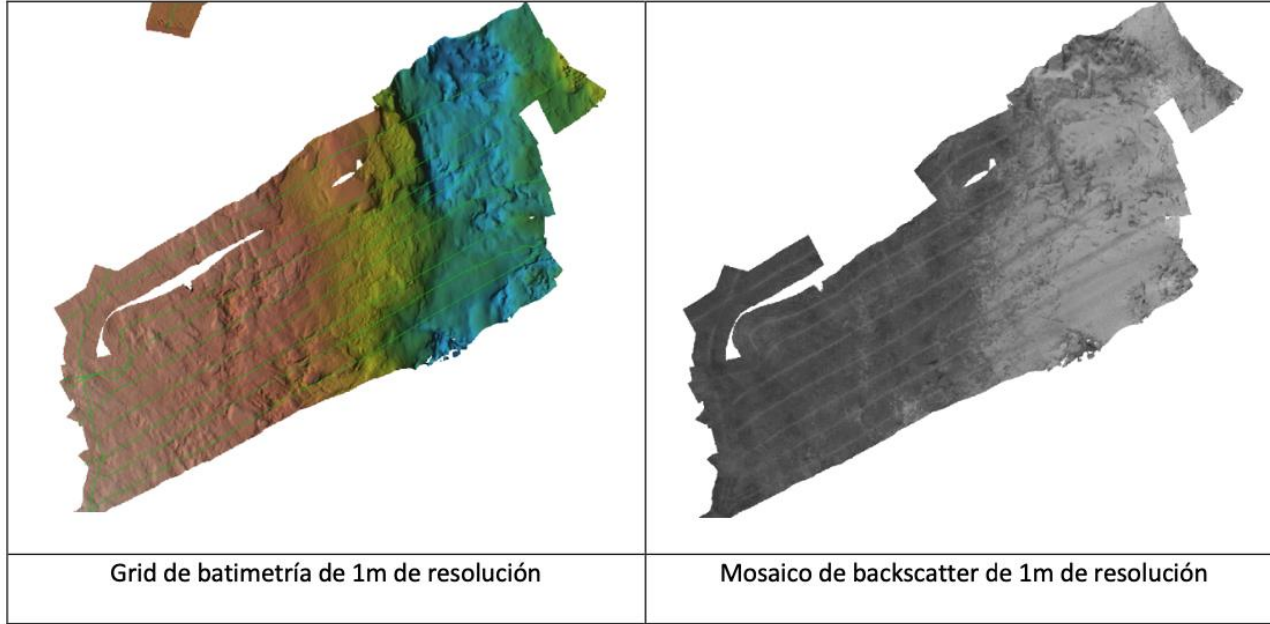 Grid de batimetría de 1m de resolución
Mosaico de backscatter de 1m de resolución